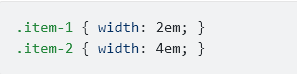 .item-1 { width: 2em; }
.item-2 { width: 4em; }